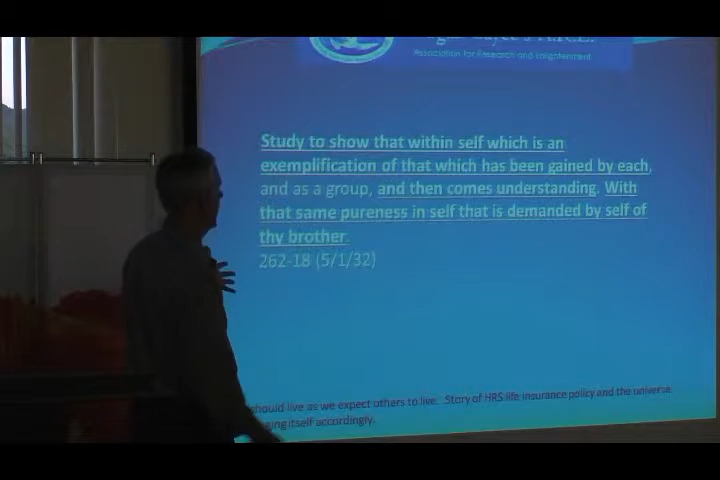 Association for Research and Enlightenment
Study to show that within self which is an
exemplification of that which has been gained by each,
and as a group, and then comes understanding. With
that same pureness in self that is demanded by self of
thy brother.
262-18 (5/1/32)
should live as we expect others to live. Story of HRS life insurance policy and the universe
itself accordingly.